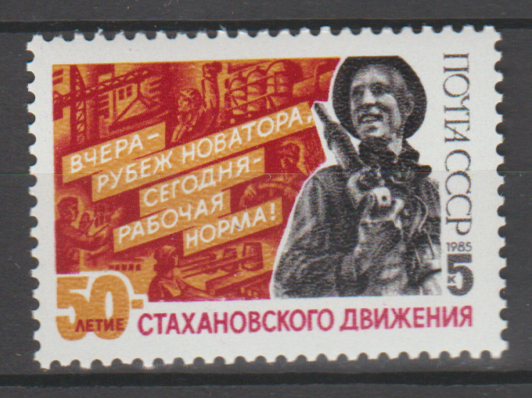 ВЧЕРА-
РУБЕЖ НОВАТОРА,
СЕГОДНЯ-
РАБОЧАЯ
НОРМА!
ПОЧТА СССР
1985
5 К
50-
ЛЕТИЕ
СТАХАНОВСКОГО ДВИЖЕНИЯ